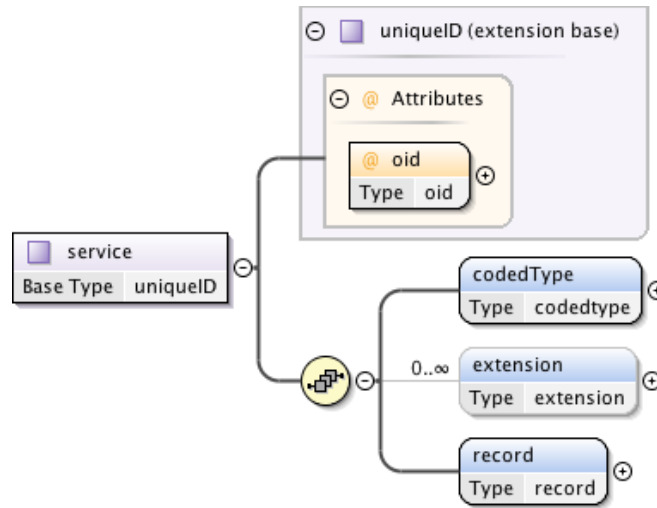 uniqueID (extension base)
@ Attributes
@ oid
Type oid
service
Base Type uniqueID
codedType
Type codedtype
0..∞
extension
Type extension
record
Type record